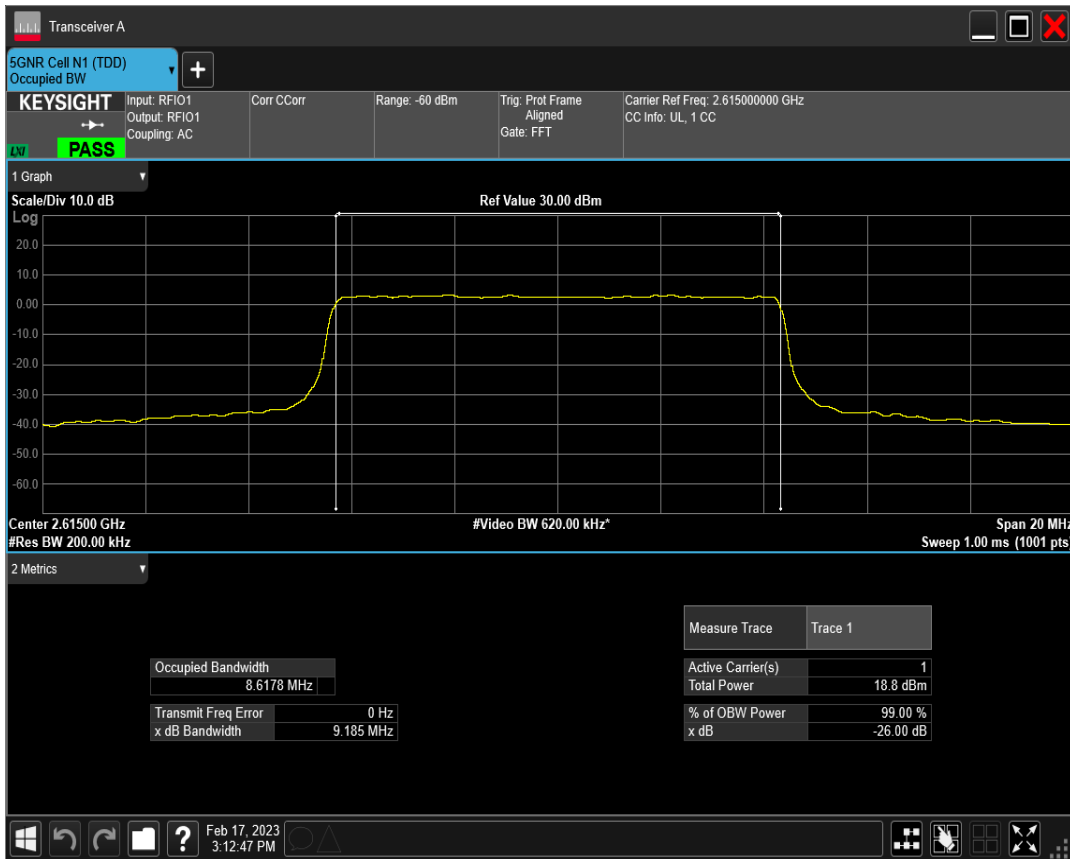 Transceiver A
5GNR Cell N1 (TDD)
Occupied BW
+
KEYSIGHT
LXI
PASS
Input: RFIO1
Output: RFIO1
Coupling: AC
Corr CCorr
Range: -60 dBm
Trig: Prot Frame
Aligned
Gate: FFT
Carrier Ref Freq: 2.615000000 GHz
CC Info: UL, 1 CC
1 Graph
Scale/Div 10.0 dB
Ref Value 30.00 dBm
Log
20.0
10.0
0.00
-10.0
-20.0
-30.0
-40.0
-50.0
-60.0
Center 2.61500 GHz
#Video BW 620.00 kHz*
Span 20 MHz
#Res BW 200.00 kHz
Sweep 1.00 ms (1001 pts)
2 Metrics
Measure Trace Trace 1
Occupied Bandwidth
8.6178 MHz
Active Carrier(s) 1
Total Power 18.8 dBm
Transmit Freq Error 0 Hz
x dB Bandwidth 9.185 MHz
% of OBW Power 99.00 %
x dB -26.00 dB
?
Feb 17, 2023
3:12:47 PM